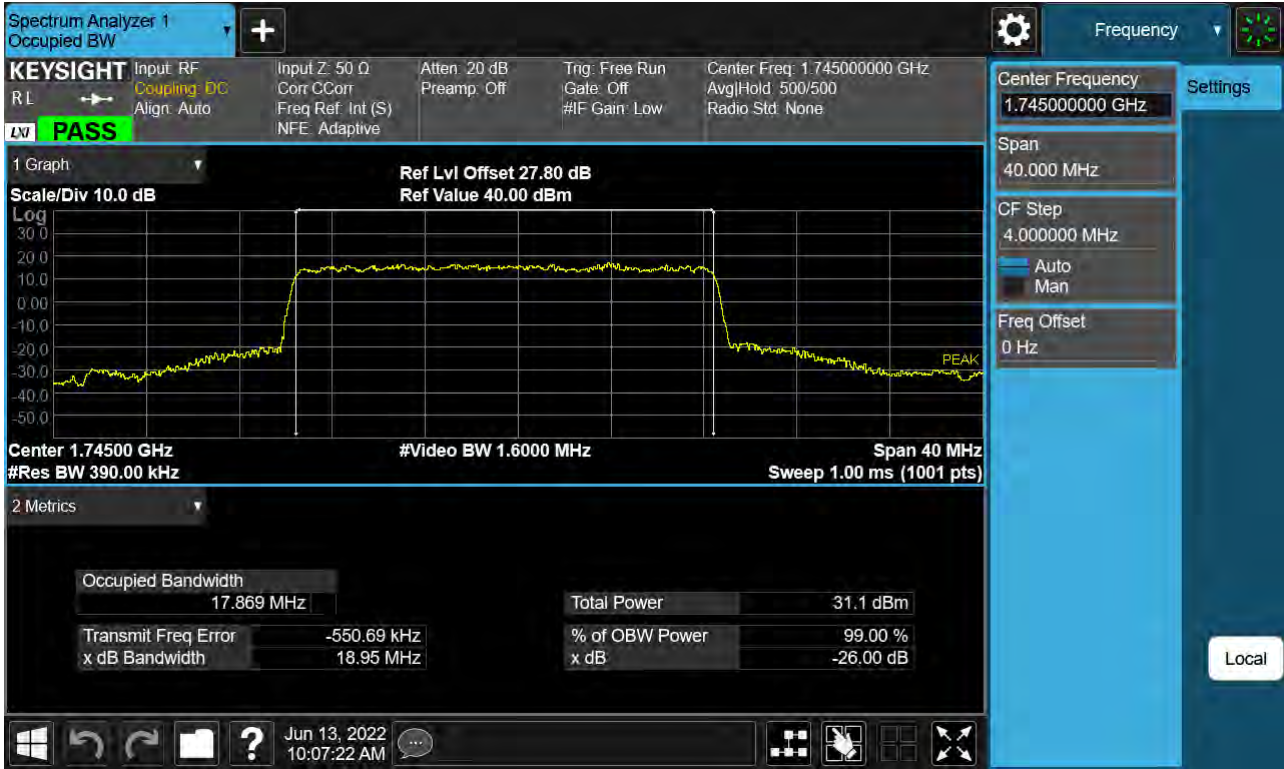 Spectrum Analyzer 1
Occupied BW
Frequency
KEYSIGHT
RL
LXI
PASS
Input: RF
Coupling: DC
Align: Auto
Input Z: 50 Ω
Corr CCorr
Freq Ref: Int (S)
NFE: Adaptive
Atten: 20 dB
Preamp: Off
Trig: Free Run
Gate: Off
#IF Gain: Low
Center Freq: 1.745000000 GHz
Avg|Hold: 500/500
Radio Std: None
1 Graph
Scale/Div 10.0 dB
Ref Lvl Offset 27.80 dB
Ref Value 40.00 dBm
Log
30.0
20.0
10.0
0.00
-10.0
-20.0
-30.0
-40.0
-50.0
PEAK
Center 1.74500 GHz
#Video BW 1.6000 MHz
Span 40 MHz
#Res BW 390.00 kHz
Sweep 1.00 ms (1001 pts)
2 Metrics
Occupied Bandwidth
17.869 MHz
Total Power 31.1 dBm
Transmit Freq Error -550.69 kHz
% of OBW Power 99.00 %
x dB Bandwidth 18.95 MHz
x dB -26.00 dB
Center Frequency
1.745000000 GHz
Settings
Span
40.000 MHz
CF Step
4.000000 MHz
Auto
Man
Freq Offset
0 Hz
Local
?
Jun 13, 2022
10:07:22 AM